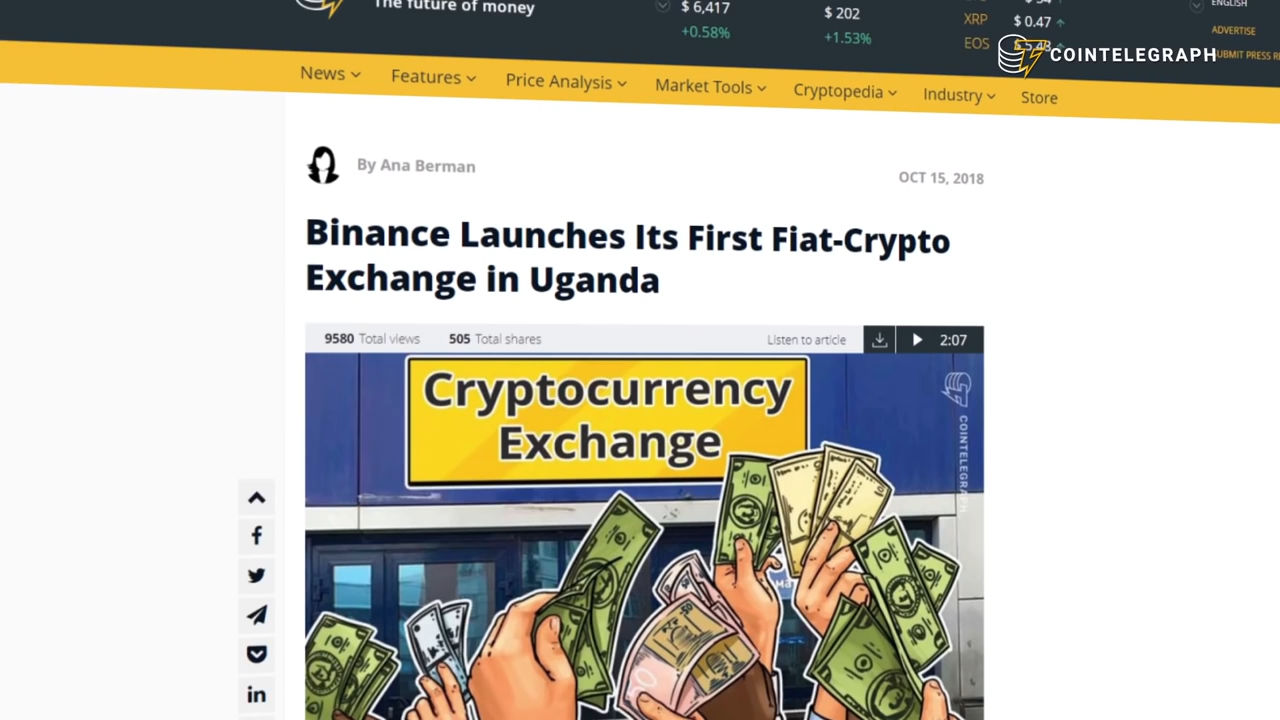 The future of money
$ 6,417
+0.58%
$ 202
+1.53%
XRP $ 0.47
EOS
ENGLISH
ADVERTISE
COINTELEGRAPH
News
Features
Price Analysis
Market Tools
Cryptopedia
Industry
Store
By Ana Berman
OCT 15, 2018
Binance Launches Its First Fiat-Crypto
Exchange in Uganda
9580 Total views
505 Total shares
Listen to article
2:07
Cryptocurrency
Exchange
COINTELEGRAPH
in